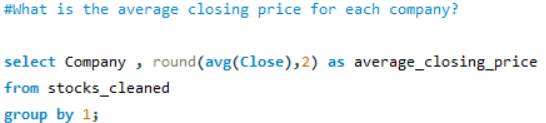 #What is the average closing price for each company?
select Company , round(avg(Close),2) as average_closing_price
from stocks_cleaned
group by 1;